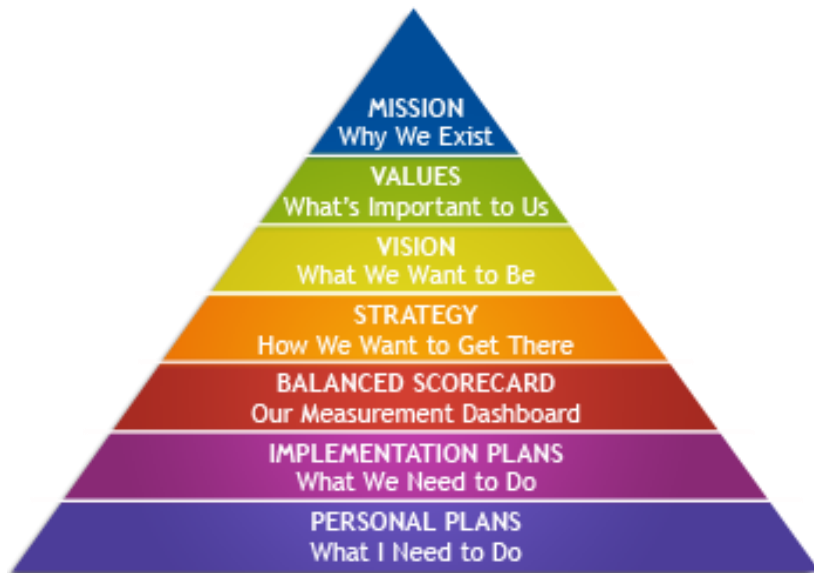 MISSION
Why We Exist
VALUES
What's Important to Us
VISION
What We Want to Be
STRATEGY
How We Want to Get There
BALANCED SCORECARD
Our Measurement Dashboard
IMPLEMENTATION PLANS
What We Need to Do
PERSONAL PLANS
What I Need to Do